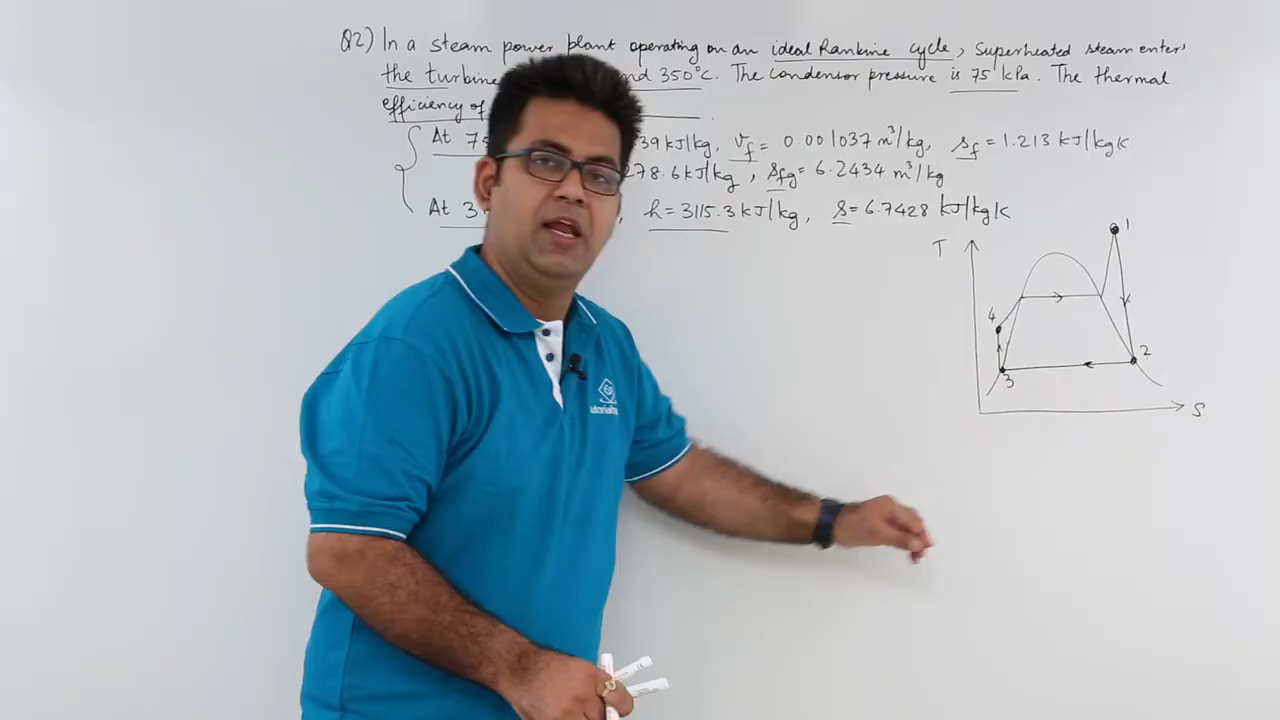 Q2) In a steam power plant operating on an ideal Rankine cycle, Superheated steam enters
the turbine nd 350°C. The condensor pressure is 75 kPa. The thermal
efficiency of
At 75 39 kJ/kg, vf = 0.001037 m³/kg, sf = 1.213 kJ/kgK
278.6 kJ/kg, sfg = 6.2434 m³/kg
At 3 , h = 3115.3 kJ/kg, s = 6.7428 kJ/kgK
T
1
4
2
3
s